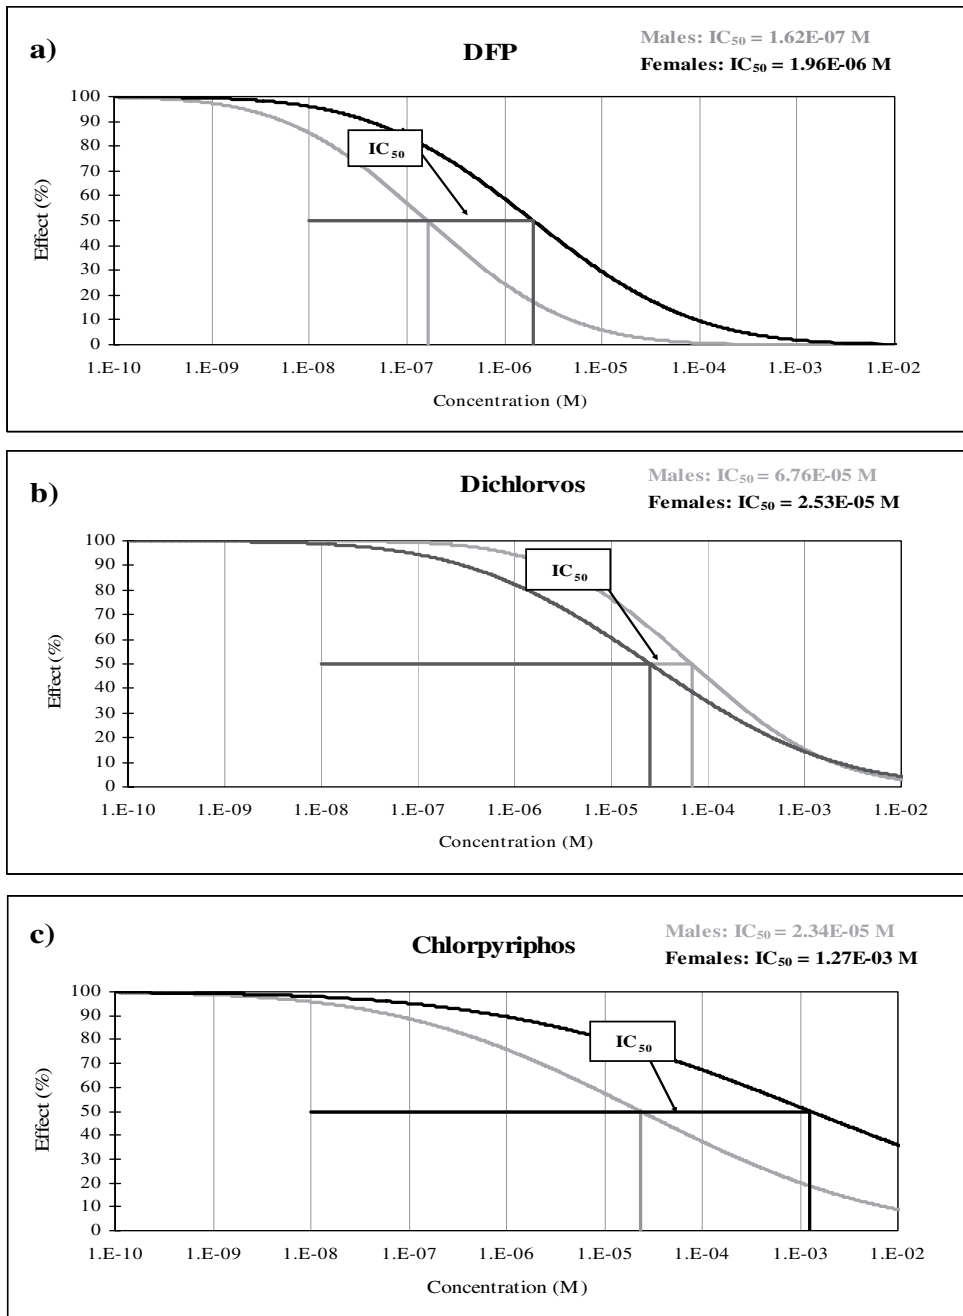 a)
DFP
Males: IC50 = 1.62E-07 M
Females: IC50 = 1.96E-06 M
100
90
80
70
60
50
40
30
20
10
0
Effect (%)
IC50
1.E-10 1.E-09 1.E-08 1.E-07 1.E-06 1.E-05 1.E-04 1.E-03 1.E-02
Concentration (M)
b)
Dichlorvos
Males: IC50 = 6.76E-05 M
Females: IC50 = 2.53E-05 M
100
90
80
70
60
50
40
30
20
10
0
Effect (%)
IC50
1.E-10 1.E-09 1.E-08 1.E-07 1.E-06 1.E-05 1.E-04 1.E-03 1.E-02
Concentration (M)
c)
Chlorpyriphos
Males: IC50 = 2.34E-05 M
Females: IC50 = 1.27E-03 M
100
90
80
70
60
50
40
30
20
10
0
Effect (%)
IC50
1.E-10 1.E-09 1.E-08 1.E-07 1.E-06 1.E-05 1.E-04 1.E-03 1.E-02
Concentration (M)